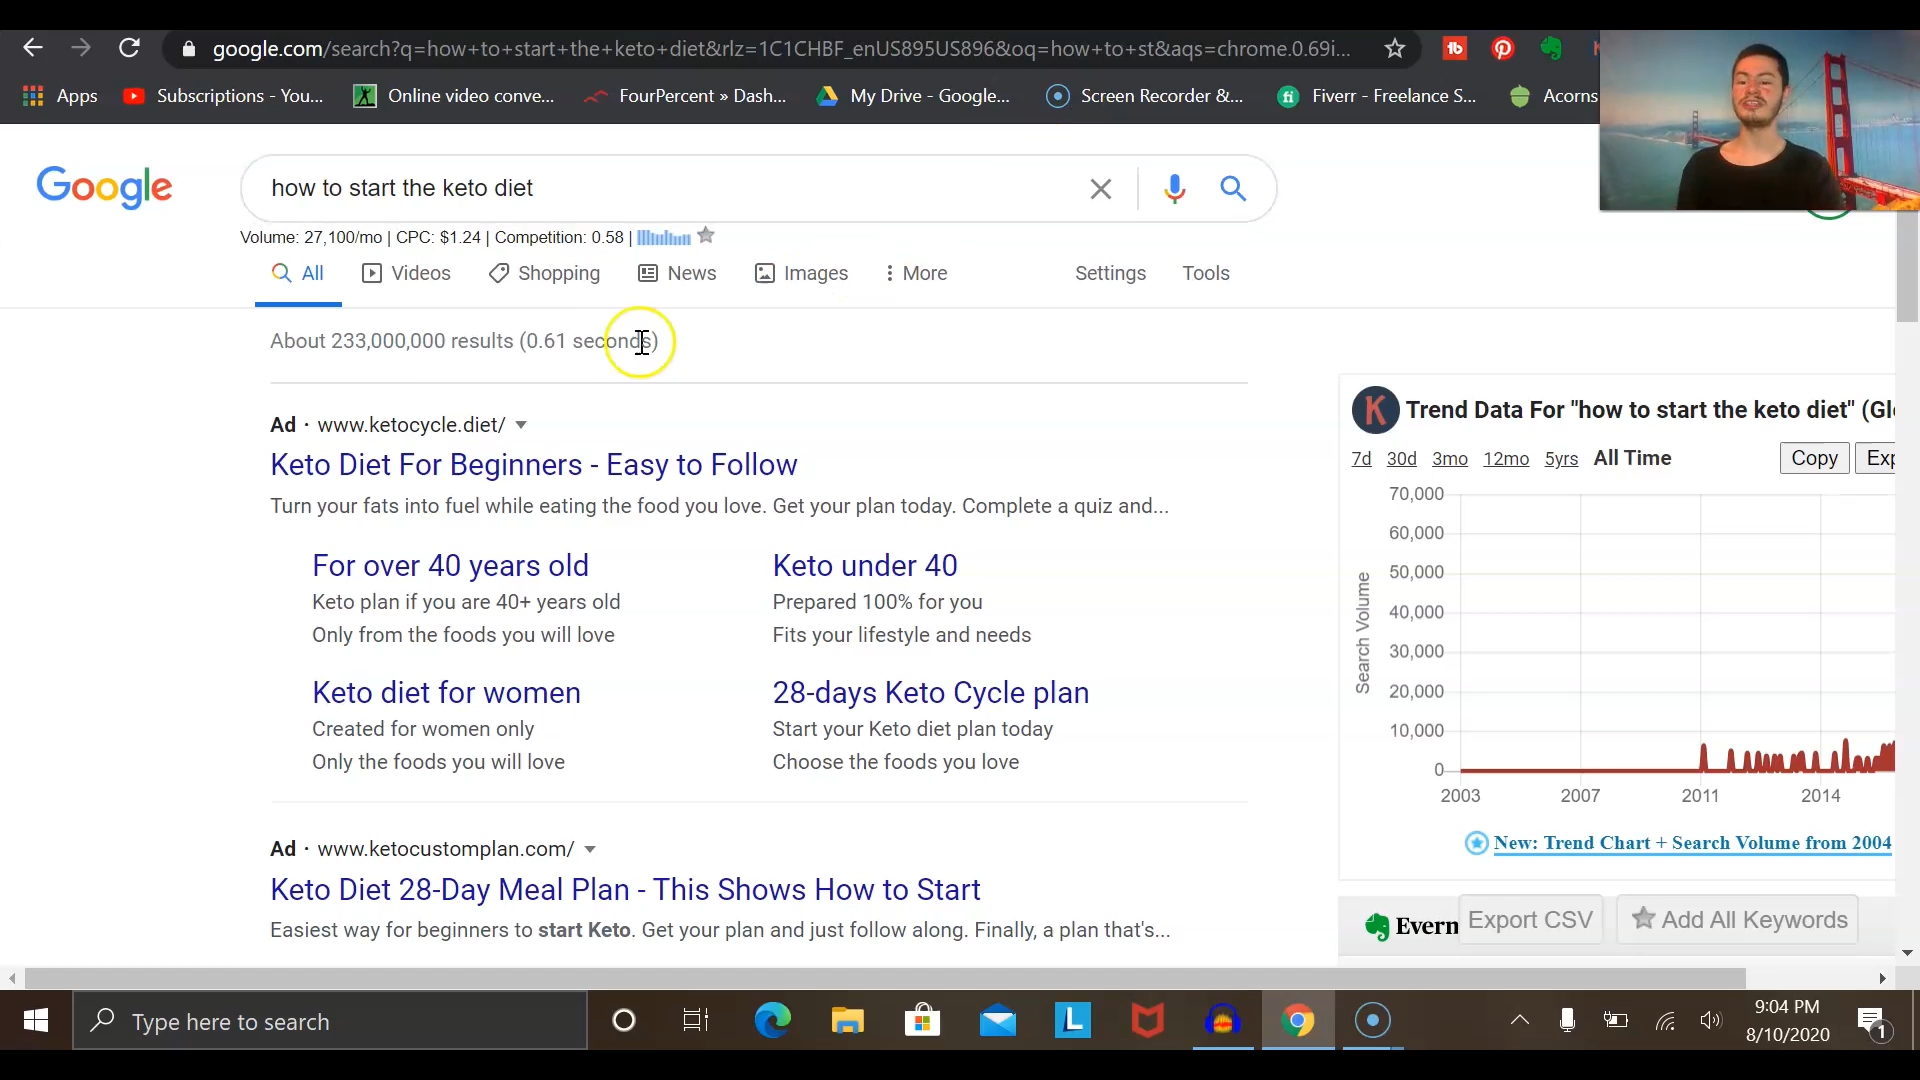 google.com/search?q=how+to+start+the+keto+diet&rlz=1C1CHBF_enUS895US896&oq=how+to+st&aqs=chrome.0.69i...
Apps
Subscriptions - You...
Online video conve...
FourPercent » Dash...
My Drive - Google...
Screen Recorder &...
Fiverr - Freelance S...
Acorns
Google
how to start the keto diet
Volume: 27,100/mo | CPC: $1.24 | Competition: 0.58 |
All
Videos
Shopping
News
Images
More
Settings
Tools
About 233,000,000 results (0.61 seconds)
Ad · www.ketocycle.diet/
Keto Diet For Beginners - Easy to Follow
Turn your fats into fuel while eating the food you love. Get your plan today. Complete a quiz and...
For over 40 years old
Keto plan if you are 40+ years old
Only from the foods you will love
Keto under 40
Prepared 100% for you
Fits your lifestyle and needs
Keto diet for women
Created for women only
Only the foods you will love
28-days Keto Cycle plan
Start your Keto diet plan today
Choose the foods you love
Ad · www.ketocustomplan.com/
Keto Diet 28-Day Meal Plan - This Shows How to Start
Easiest way for beginners to start Keto. Get your plan and just follow along. Finally, a plan that's...
K
Trend Data For "how to start the keto diet" (Gl
7d 30d 3mo 12mo 5yrs All Time
Copy
Exp
70,000
60,000
50,000
40,000
30,000
20,000
10,000
0
Search Volume
2003 2007 2011 2014
New: Trend Chart + Search Volume from 2004
Evern
Export CSV
Add All Keywords
Type here to search
L
9:04 PM
8/10/2020
1